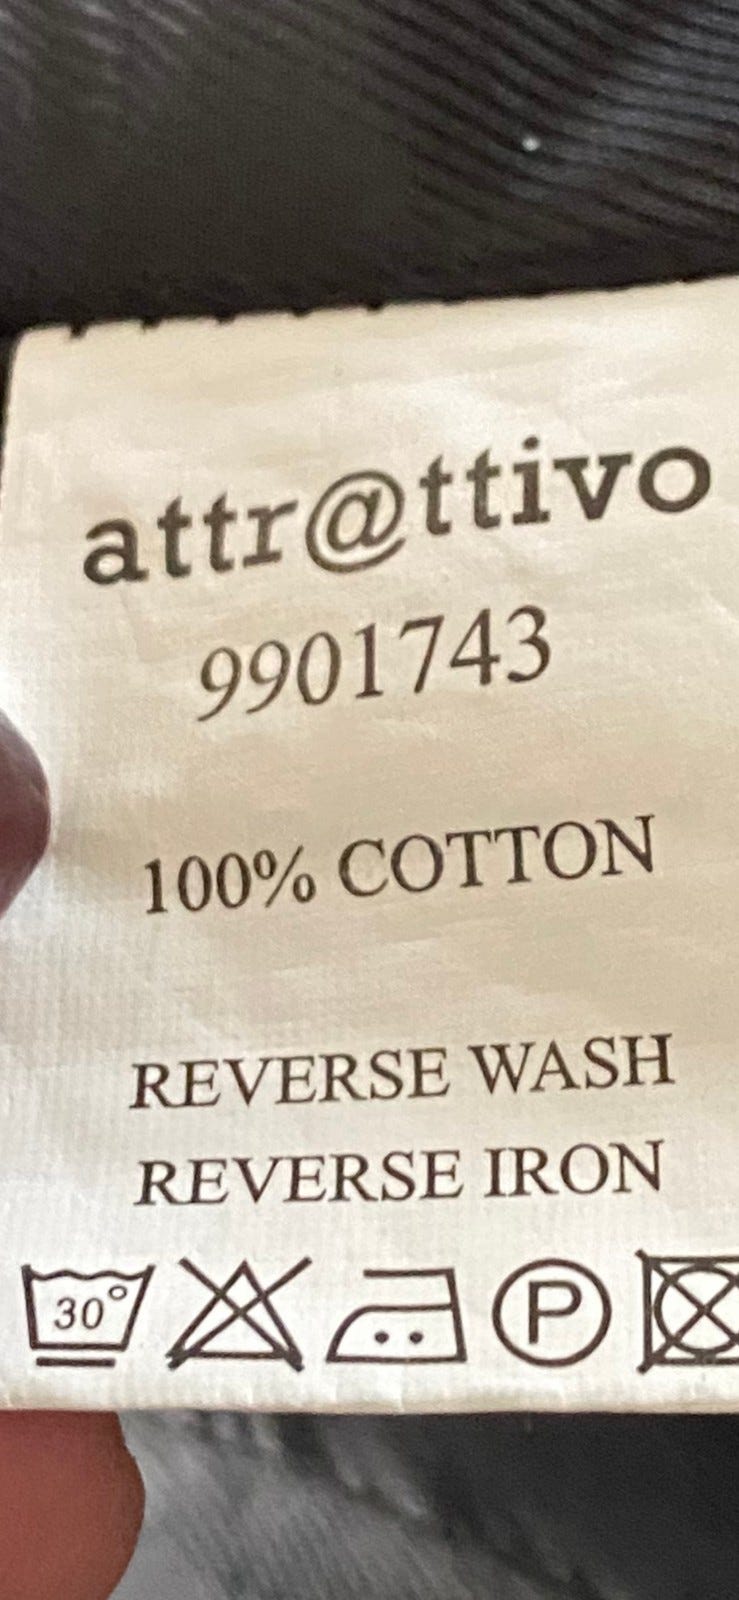 attr@ttivo
9901743
100% COTTON
REVERSE WASH
REVERSE IRON
30° P